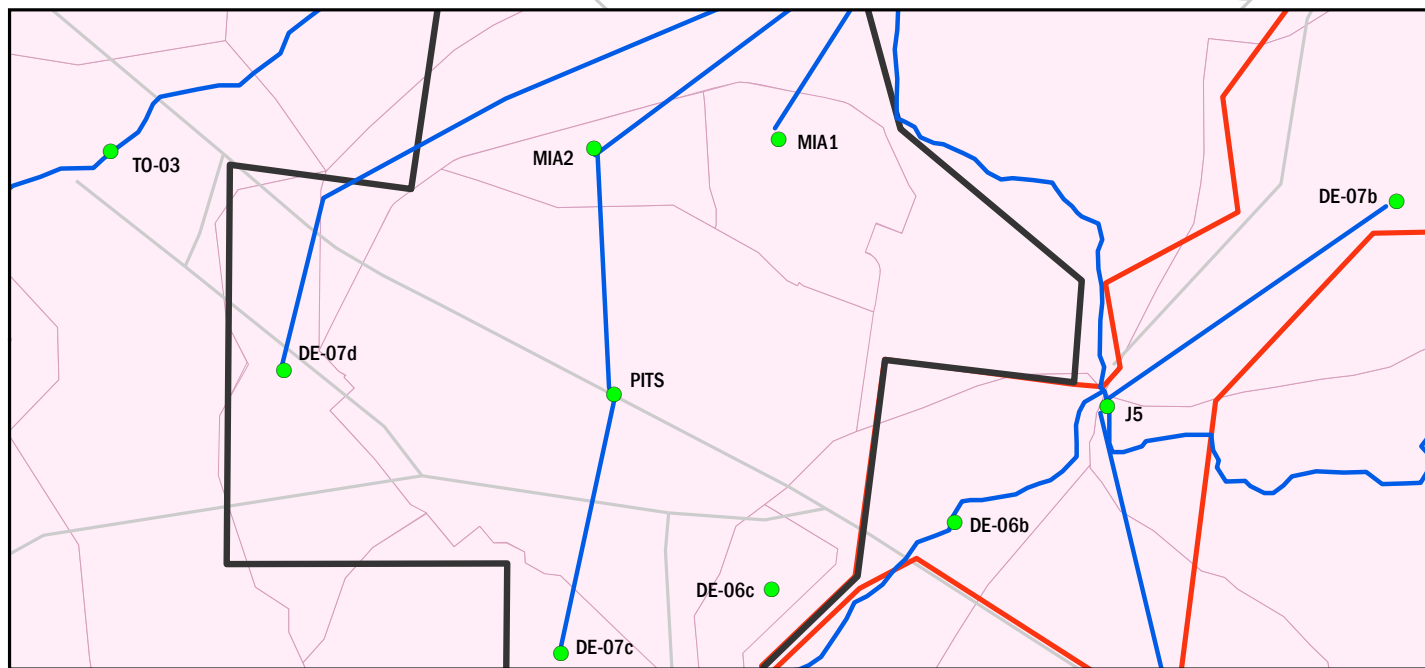 TO-03
MIA2
MIA1
DE-07b
DE-07d
PITS
J5
DE-06b
DE-06c
DE-07c